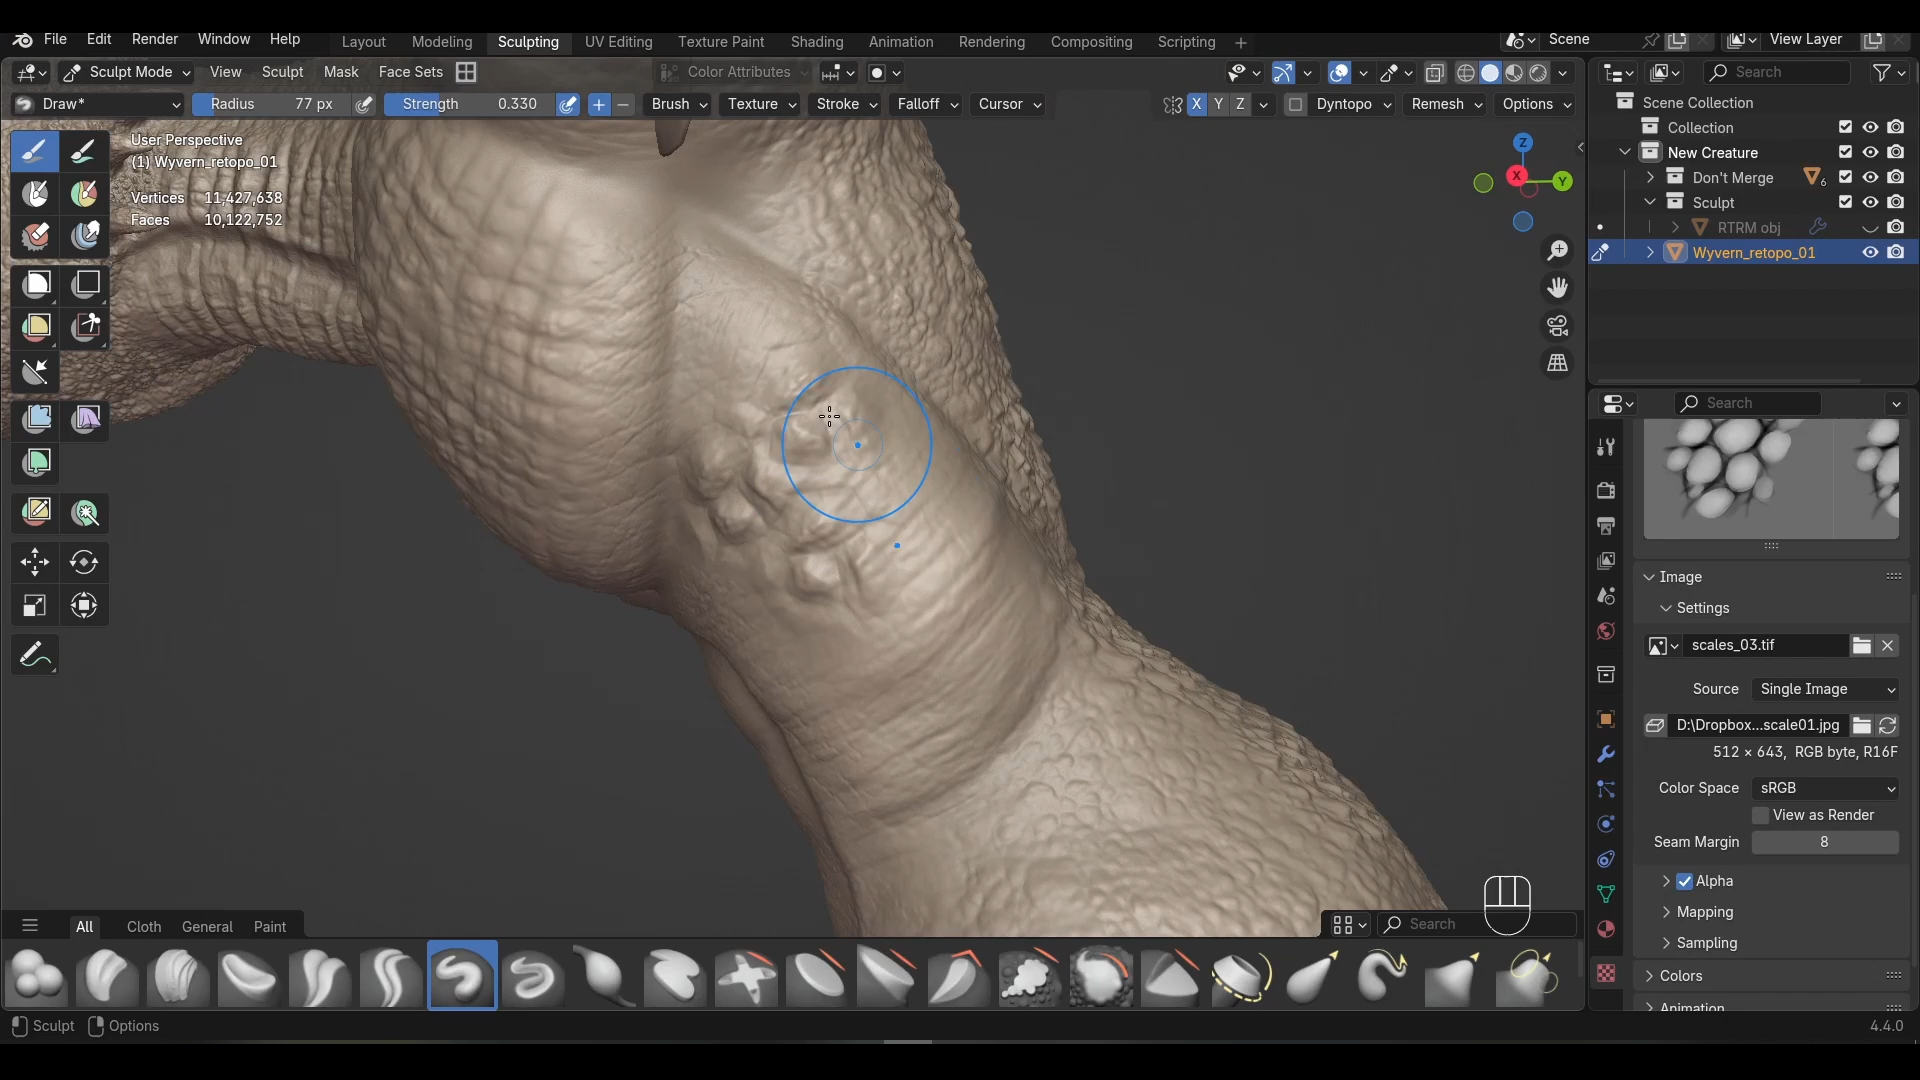 File Edit Render Window Help Layout Modeling Sculpting UV Editing Texture Paint Shading Animation Rendering Compositing Scripting + Scene View Layer
Sculpt Mode View Sculpt Mask Face Sets Color Attributes Search
Draw* Radius 77 px Strength 0.330 + − Brush Texture Stroke Falloff Cursor X Y Z Dyntopo Remesh Options
Scene Collection
Collection
New Creature
Don't Merge 6
Sculpt
RTRM obj
Wyvern_retopo_01
User Perspective
(1) Wyvern_retopo_01
Vertices 11,427,638
Faces 10,122,752
Z
X Y
Search
Image
Settings
scales_03.tif
Source Single Image
D:\Dropbox...scale01.jpg
512 × 643, RGB byte, R16F
Color Space sRGB
View as Render
Seam Margin 8
Alpha
Mapping
Sampling
Colors
Animation
All Cloth General Paint Search
Sculpt Options 4.4.0